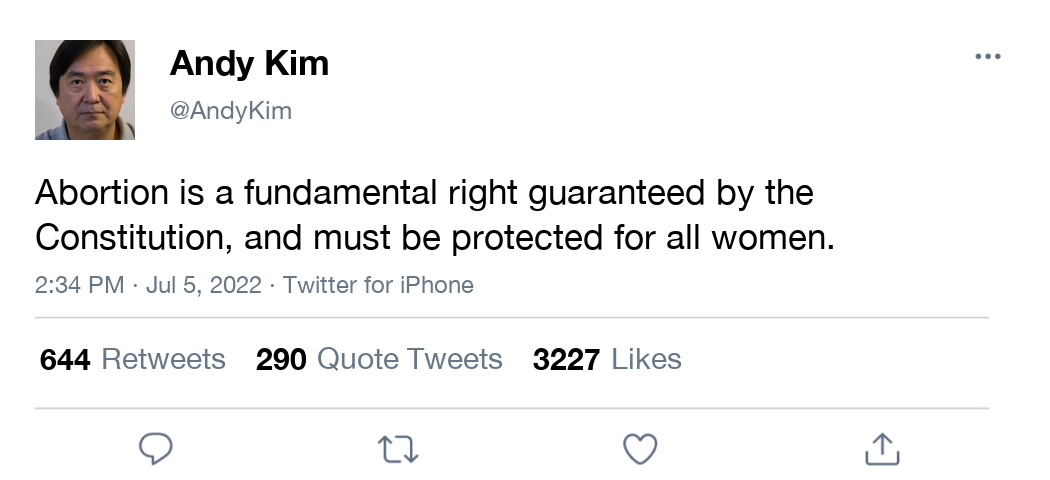 Andy Kim
@AndyKim
Abortion is a fundamental right guaranteed by the
Constitution, and must be protected for all women.
2:34 PM · Jul 5, 2022 · Twitter for iPhone
644 Retweets 290 Quote Tweets 3227 Likes